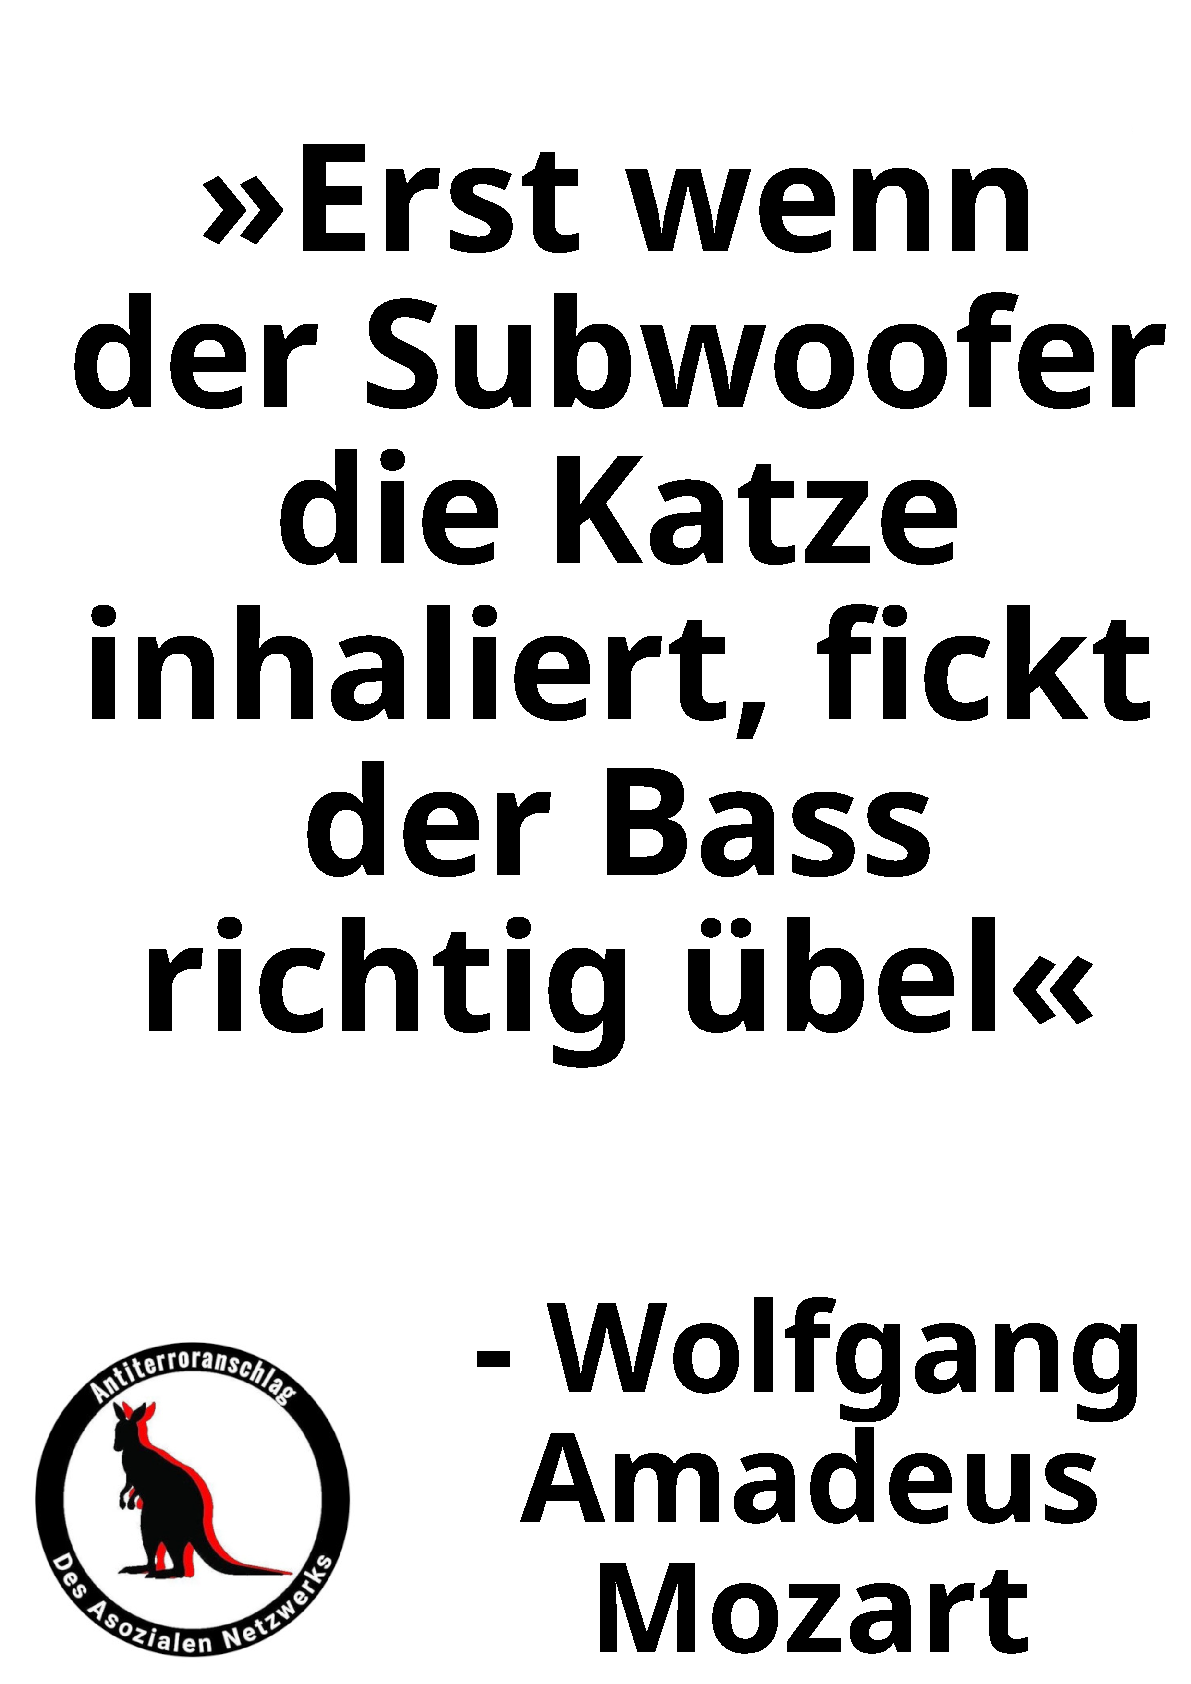 »Erst wenn
der Subwoofer
die Katze
inhaliert, fickt
der Bass
richtig übel«
- Wolfgang
Amadeus
Mozart
Antiterroranschlag
Des Asozialen Netzwerks